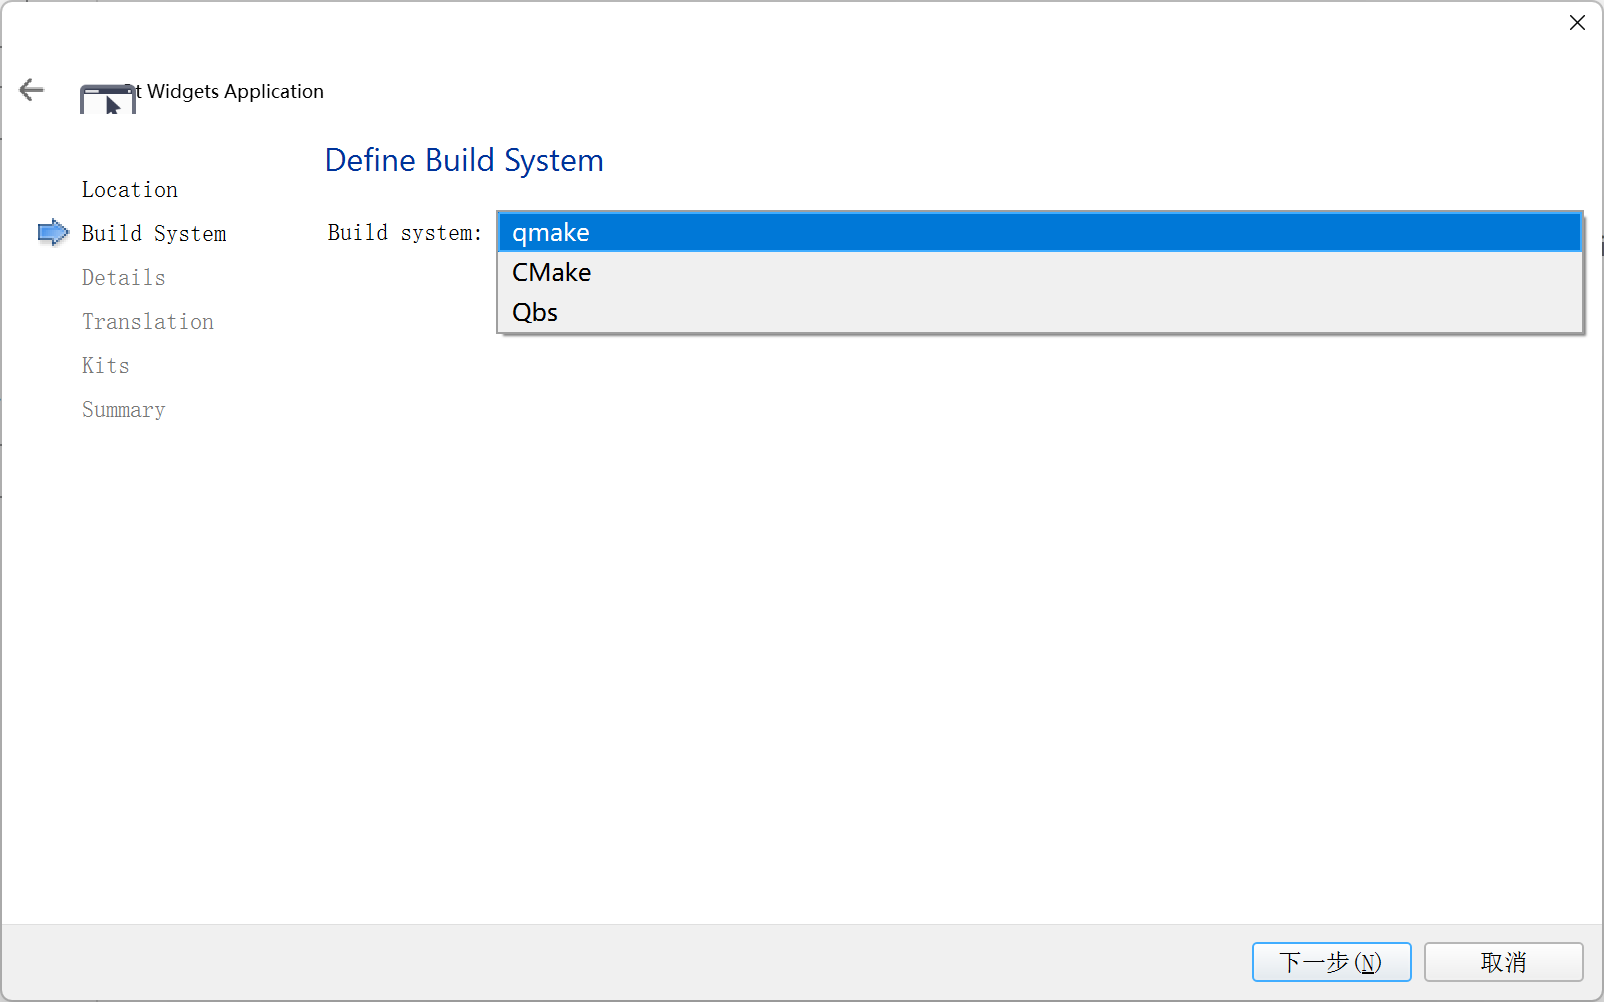 t Widgets Application
Define Build System
Location
Build System
Details
Translation
Kits
Summary
Build system:
qmake
CMake
Qbs
下一步(N)
取消